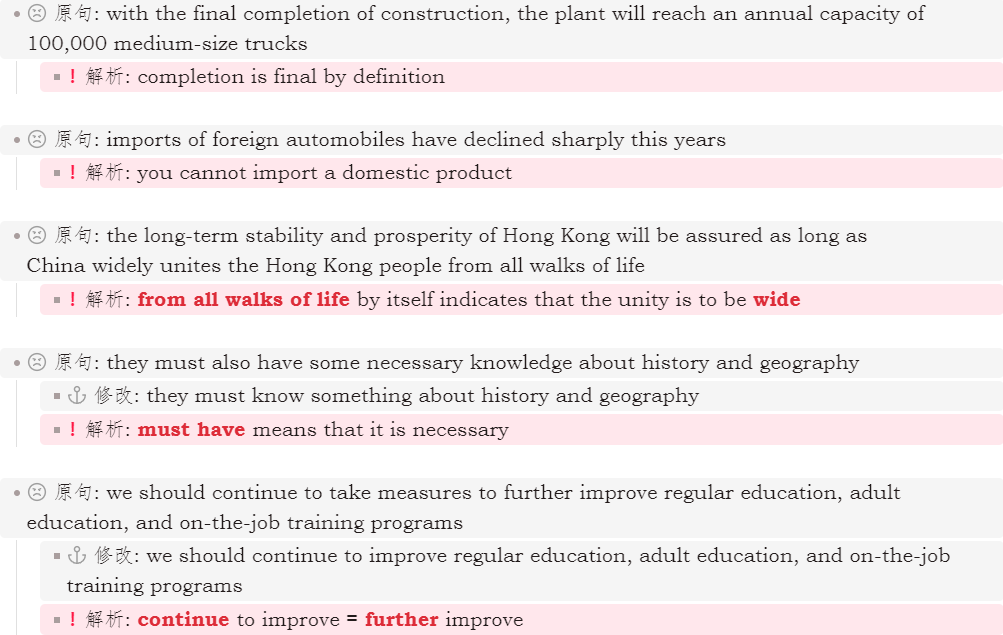 原句: with the final completion of construction, the plant will reach an annual capacity of
100,000 medium-size trucks
! 解析: completion is final by definition
原句: imports of foreign automobiles have declined sharply this years
! 解析: you cannot import a domestic product
原句: the long-term stability and prosperity of Hong Kong will be assured as long as
China widely unites the Hong Kong people from all walks of life
! 解析: from all walks of life by itself indicates that the unity is to be wide
原句: they must also have some necessary knowledge about history and geography
修改: they must know something about history and geography
! 解析: must have means that it is necessary
原句: we should continue to take measures to further improve regular education, adult
education, and on-the-job training programs
修改: we should continue to improve regular education, adult education, and on-the-job
training programs
! 解析: continue to improve = further improve